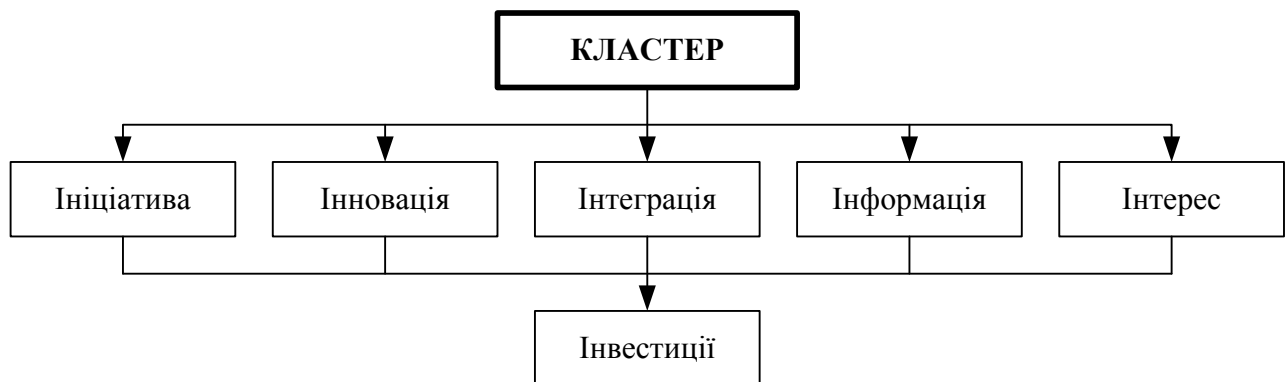 КЛАСТЕР
Ініціатива
Інновація
Інтеграція
Інформація
Інтерес
Інвестиції